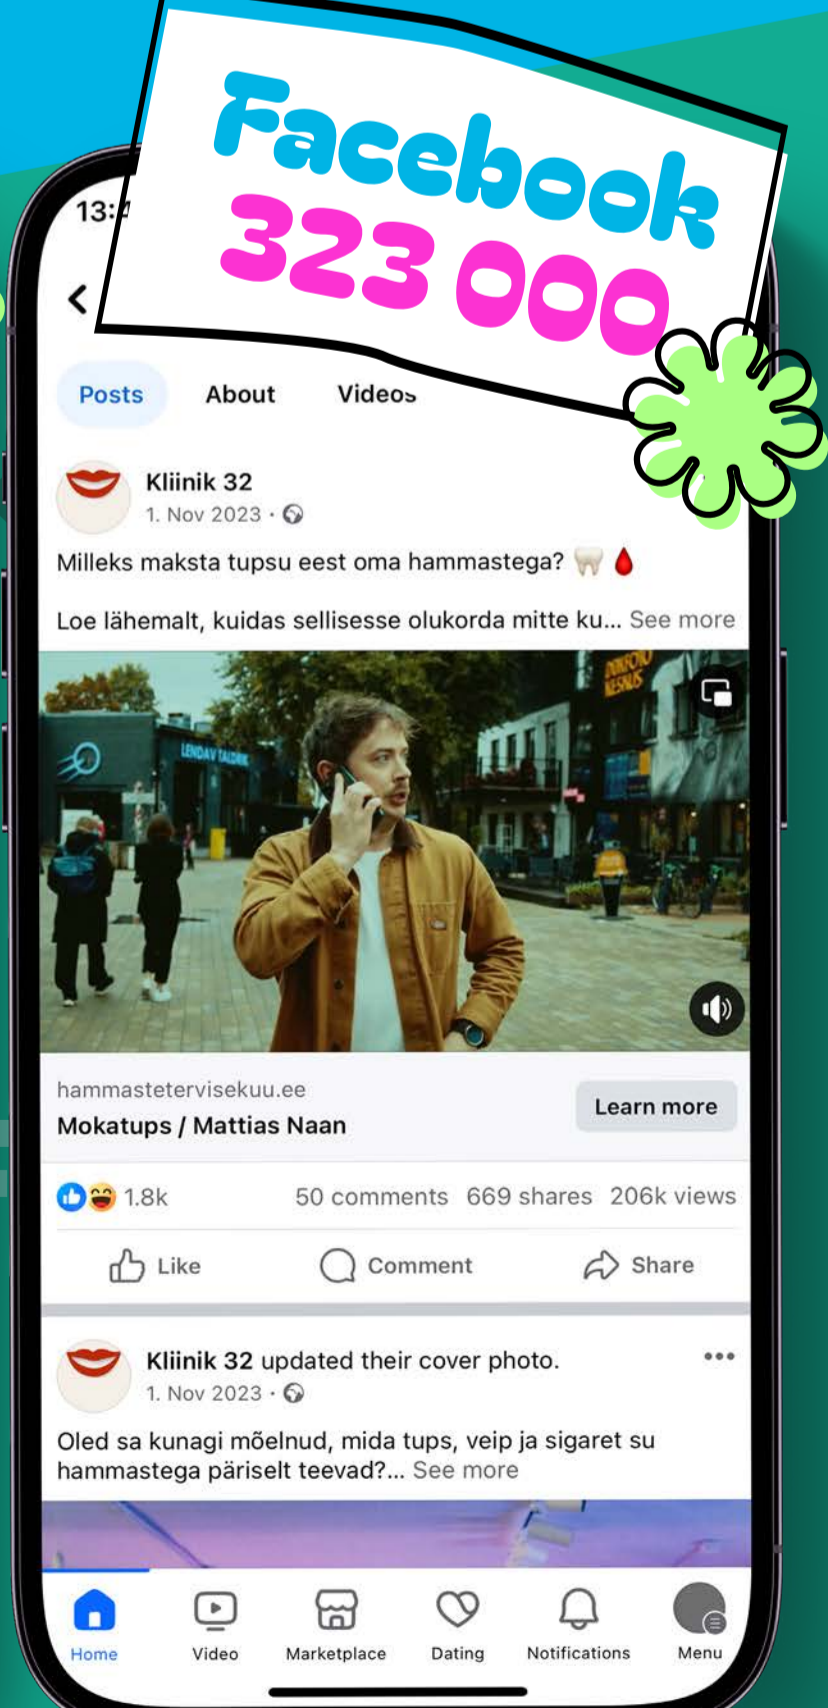 Facebook
323 000
Posts About Videos
Kliinik 32
1. Nov 2023 ·
Milleks maksta tupsu eest oma hammastega? 🦷 🩸
Loe lähemalt, kuidas sellisesse olukorda mitte ku... See more
DOKFOTO
KESKUS
LENDAV TALDRIK
hammastetervisekuu.ee
Mokatups / Mattias Naan
Learn more
1.8k 50 comments 669 shares 206k views
Like Comment Share
Kliinik 32 updated their cover photo.
1. Nov 2023 ·
Oled sa kunagi mõelnud, mida tups, veip ja sigaret su
hammastega päriselt teevad?... See more
Home Video Marketplace Dating Notifications Menu